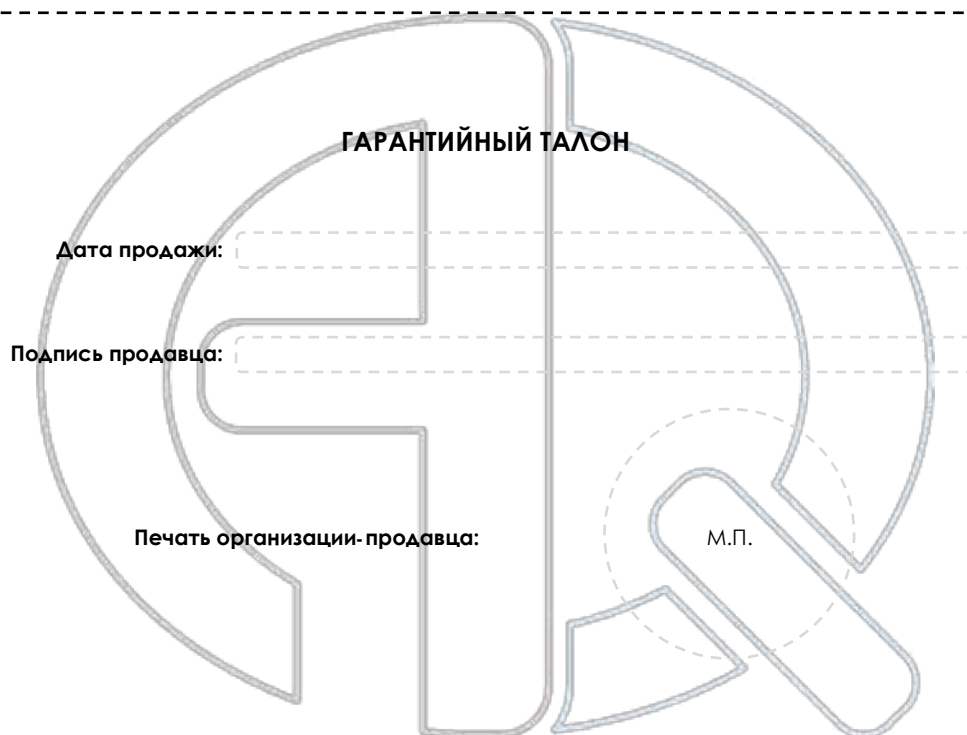 ГАРАНТИЙНЫЙ ТАЛОН
Дата продажи:
Подпись продавца:
Печать организации-продавца:
М.П.